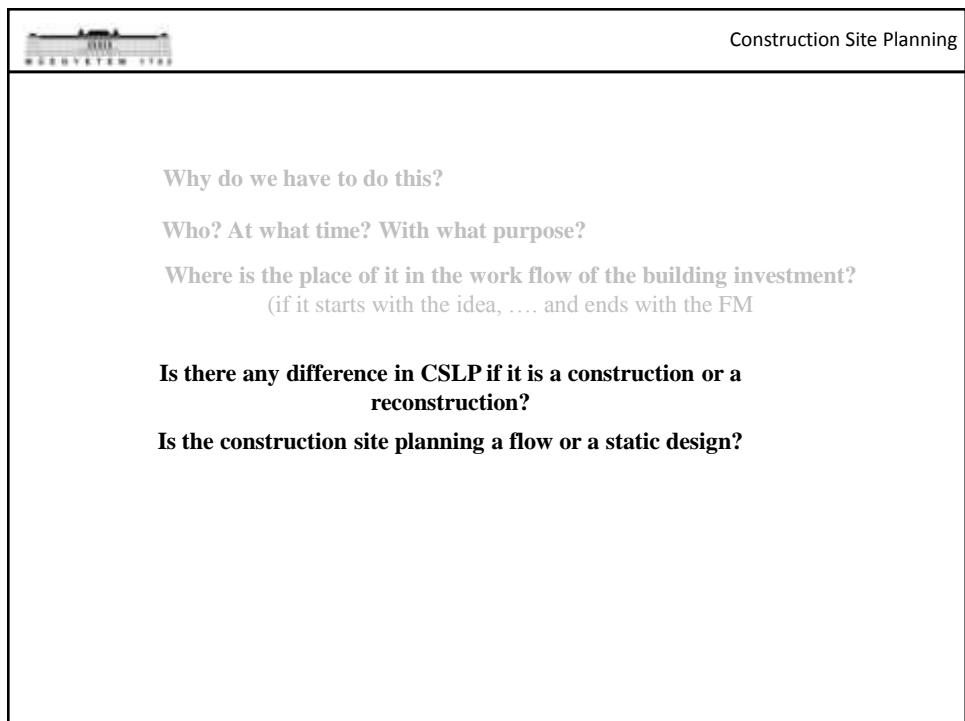 Construction Site Planning
MŰEGYETEM 1782
Why do we have to do this?
Who? At what time? With what purpose?
Where is the place of it in the work flow of the building investment?
(if it starts with the idea, …. and ends with the FM
Is there any difference in CSLP if it is a construction or a
reconstruction?
Is the construction site planning a flow or a static design?